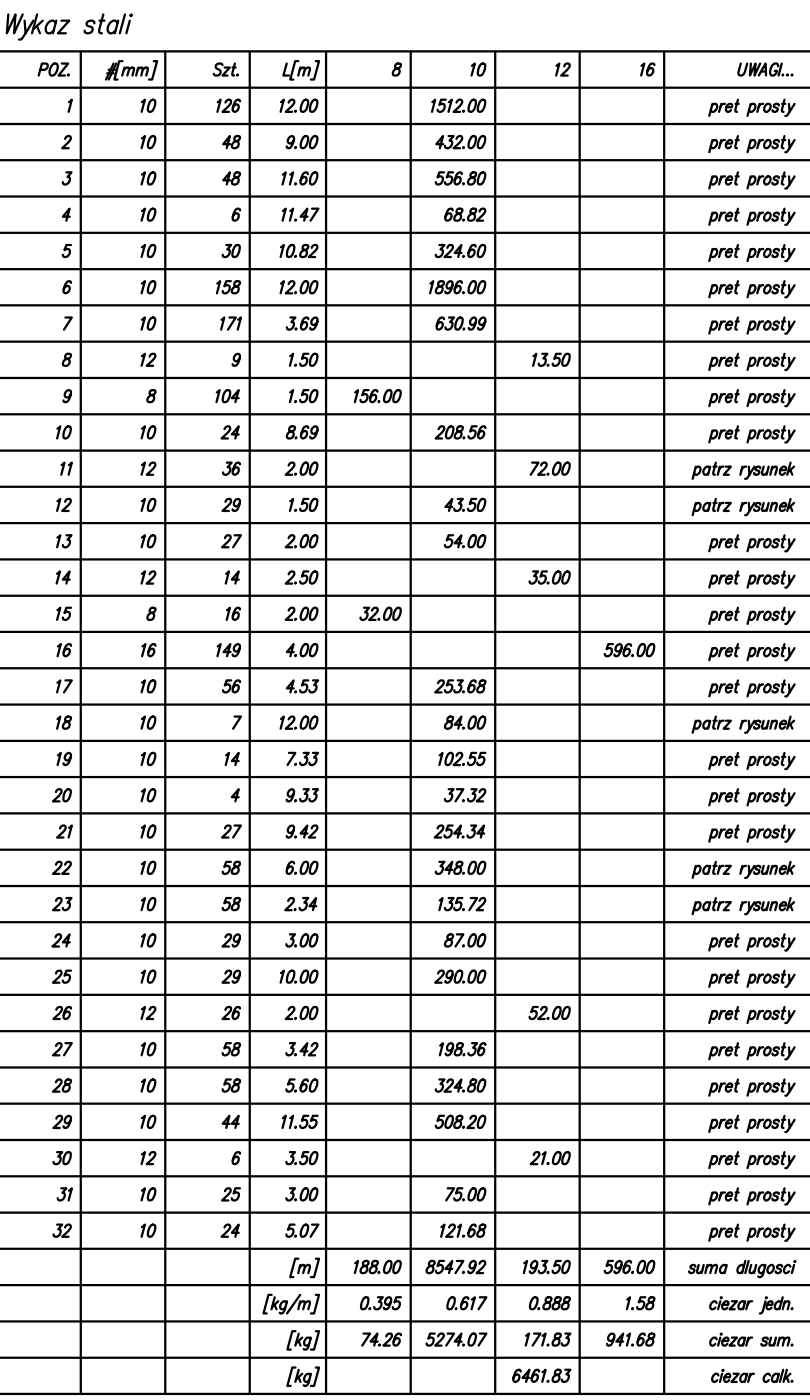 Wykaz stali
POZ. #[mm] Szt. L[m] 8 10 12 16 UWAGI...
1 10 126 12.00 1512.00 pret prosty
2 10 48 9.00 432.00 pret prosty
3 10 48 11.60 556.80 pret prosty
4 10 6 11.47 68.82 pret prosty
5 10 30 10.82 324.60 pret prosty
6 10 158 12.00 1896.00 pret prosty
7 10 171 3.69 630.99 pret prosty
8 12 9 1.50 13.50 pret prosty
9 8 104 1.50 156.00 pret prosty
10 10 24 8.69 208.56 pret prosty
11 12 36 2.00 72.00 patrz rysunek
12 10 29 1.50 43.50 patrz rysunek
13 10 27 2.00 54.00 pret prosty
14 12 14 2.50 35.00 pret prosty
15 8 16 2.00 32.00 pret prosty
16 16 149 4.00 596.00 pret prosty
17 10 56 4.53 253.68 pret prosty
18 10 7 12.00 84.00 patrz rysunek
19 10 14 7.33 102.55 pret prosty
20 10 4 9.33 37.32 pret prosty
21 10 27 9.42 254.34 pret prosty
22 10 58 6.00 348.00 patrz rysunek
23 10 58 2.34 135.72 patrz rysunek
24 10 29 3.00 87.00 pret prosty
25 10 29 10.00 290.00 pret prosty
26 12 26 2.00 52.00 pret prosty
27 10 58 3.42 198.36 pret prosty
28 10 58 5.60 324.80 pret prosty
29 10 44 11.55 508.20 pret prosty
30 12 6 3.50 21.00 pret prosty
31 10 25 3.00 75.00 pret prosty
32 10 24 5.07 121.68 pret prosty
[m] 188.00 8547.92 193.50 596.00 suma dlugosci
[kg/m] 0.395 0.617 0.888 1.58 ciezar jedn.
[kg] 74.26 5274.07 171.83 941.68 ciezar sum.
[kg] 6461.83 ciezar calk.